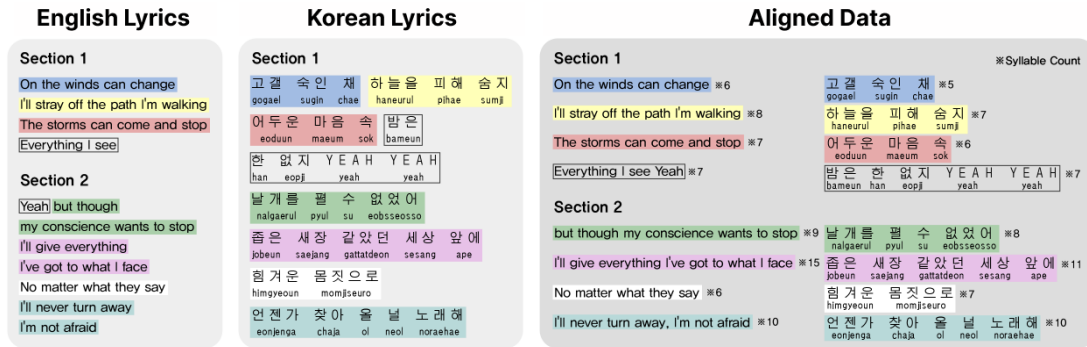 English Lyrics
Section 1
On the winds can change
I'll stray off the path I'm walking
The storms can come and stop
Everything I see
Section 2
Yeah but though
my conscience wants to stop
I'll give everything
I've got to what I face
No matter what they say
I'll never turn away
I'm not afraid
Korean Lyrics
Section 1
고갤 숙인 채 하늘을 피해 숨지
gogael sugin chae haneurul pihae sumji
어두운 마음 속 밤은
eoduun maeum sok bameun
한 없지 YEAH YEAH
han eopji yeah yeah
날개를 펼 수 없었어
nalgaerul pyul su eobsseosso
좁은 새장 같았던 세상 앞에
jobeun saejang gattatdeon sesang ape
힘겨운 몸짓으로
himgyeoun momjiseuro
언젠가 찾아 올 널 노래해
eonjenga chaja ol neol noraehae
Aligned Data
Section 1
※Syllable Count
On the winds can change ※6
고갤 숙인 채 ※5
gogael sugin chae
I'll stray off the path I'm walking ※8
하늘을 피해 숨지 ※7
haneurul pihae sumji
The storms can come and stop ※7
어두운 마음 속 ※6
eoduun maeum sok
Everything I see Yeah ※7
밤은 한 없지 YEAH YEAH ※7
bameun han eopji yeah yeah
Section 2
but though my conscience wants to stop ※9
날개를 펼 수 없었어 ※8
nalgaerul pyul su eobsseosso
I'll give everything I've got to what I face ※15
좁은 새장 같았던 세상 앞에 ※11
jobeun saejang gattatdeon sesang ape
No matter what they say ※6
힘겨운 몸짓으로 ※7
himgyeoun momjiseuro
I'll never turn away, I'm not afraid ※10
언젠가 찾아 올 널 노래해 ※10
eonjenga chaja ol neol noraehae